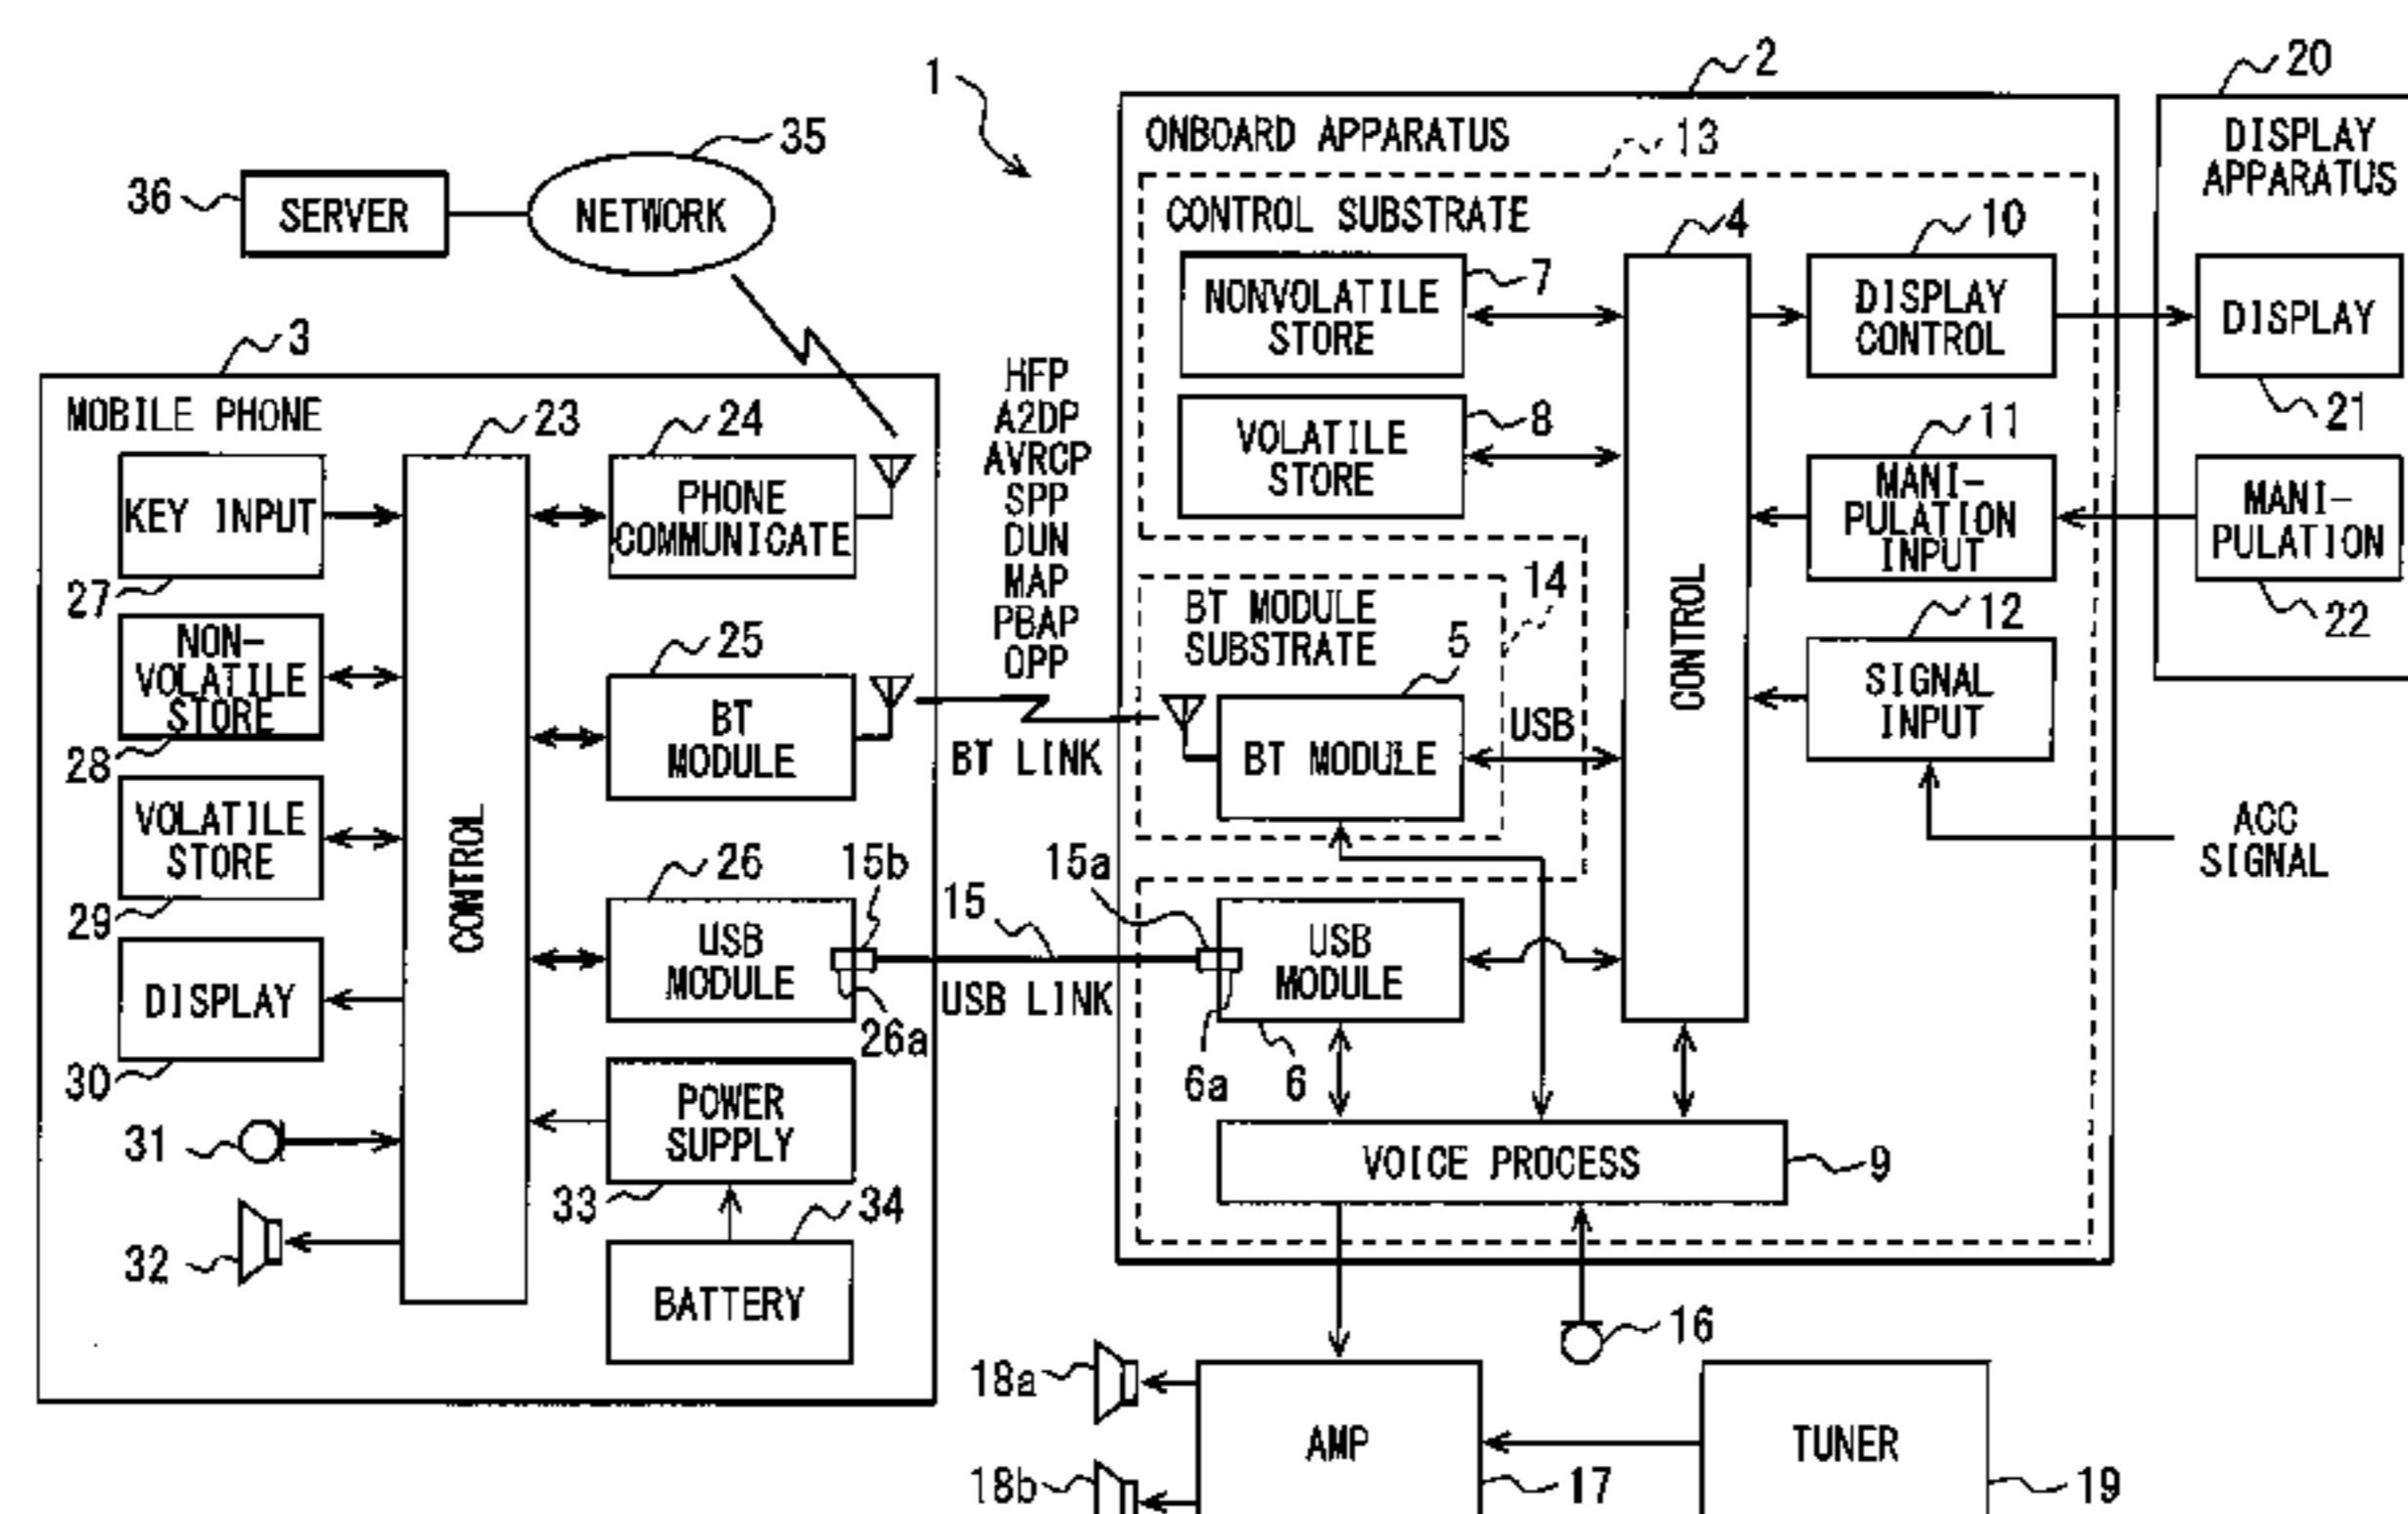 1
2
20
ONBOARD APPARATUS
13
DISPLAY
APPARATUS
35
36
SERVER
NETWORK
CONTROL SUBSTRATE
4
10
NONVOLATILE
STORE
7
DISPLAY
CONTROL
DISPLAY
21
VOLATILE
STORE
8
11
MANI-
PULATION
INPUT
MANI-
PULATION
22
3
MOBILE PHONE
23
24
KEY INPUT
27
PHONE
COMMUNICATE
HFP
A2DP
AVRCP
SPP
DUN
MAP
PBAP
OPP
14
BT MODULE
SUBSTRATE
5
CONTROL
12
SIGNAL
INPUT
NON-
VOLATILE
STORE
28
25
BT
MODULE
BT LINK
BT MODULE
USB
ACC
SIGNAL
VOLATILE
STORE
29
CONTROL
26
15b
15
15a
USB
MODULE
26a
USB LINK
USB
MODULE
6a
6
DISPLAY
30
POWER
SUPPLY
33
31
VOICE PROCESS
9
32
34
BATTERY
16
18a
18b
AMP
17
TUNER
19